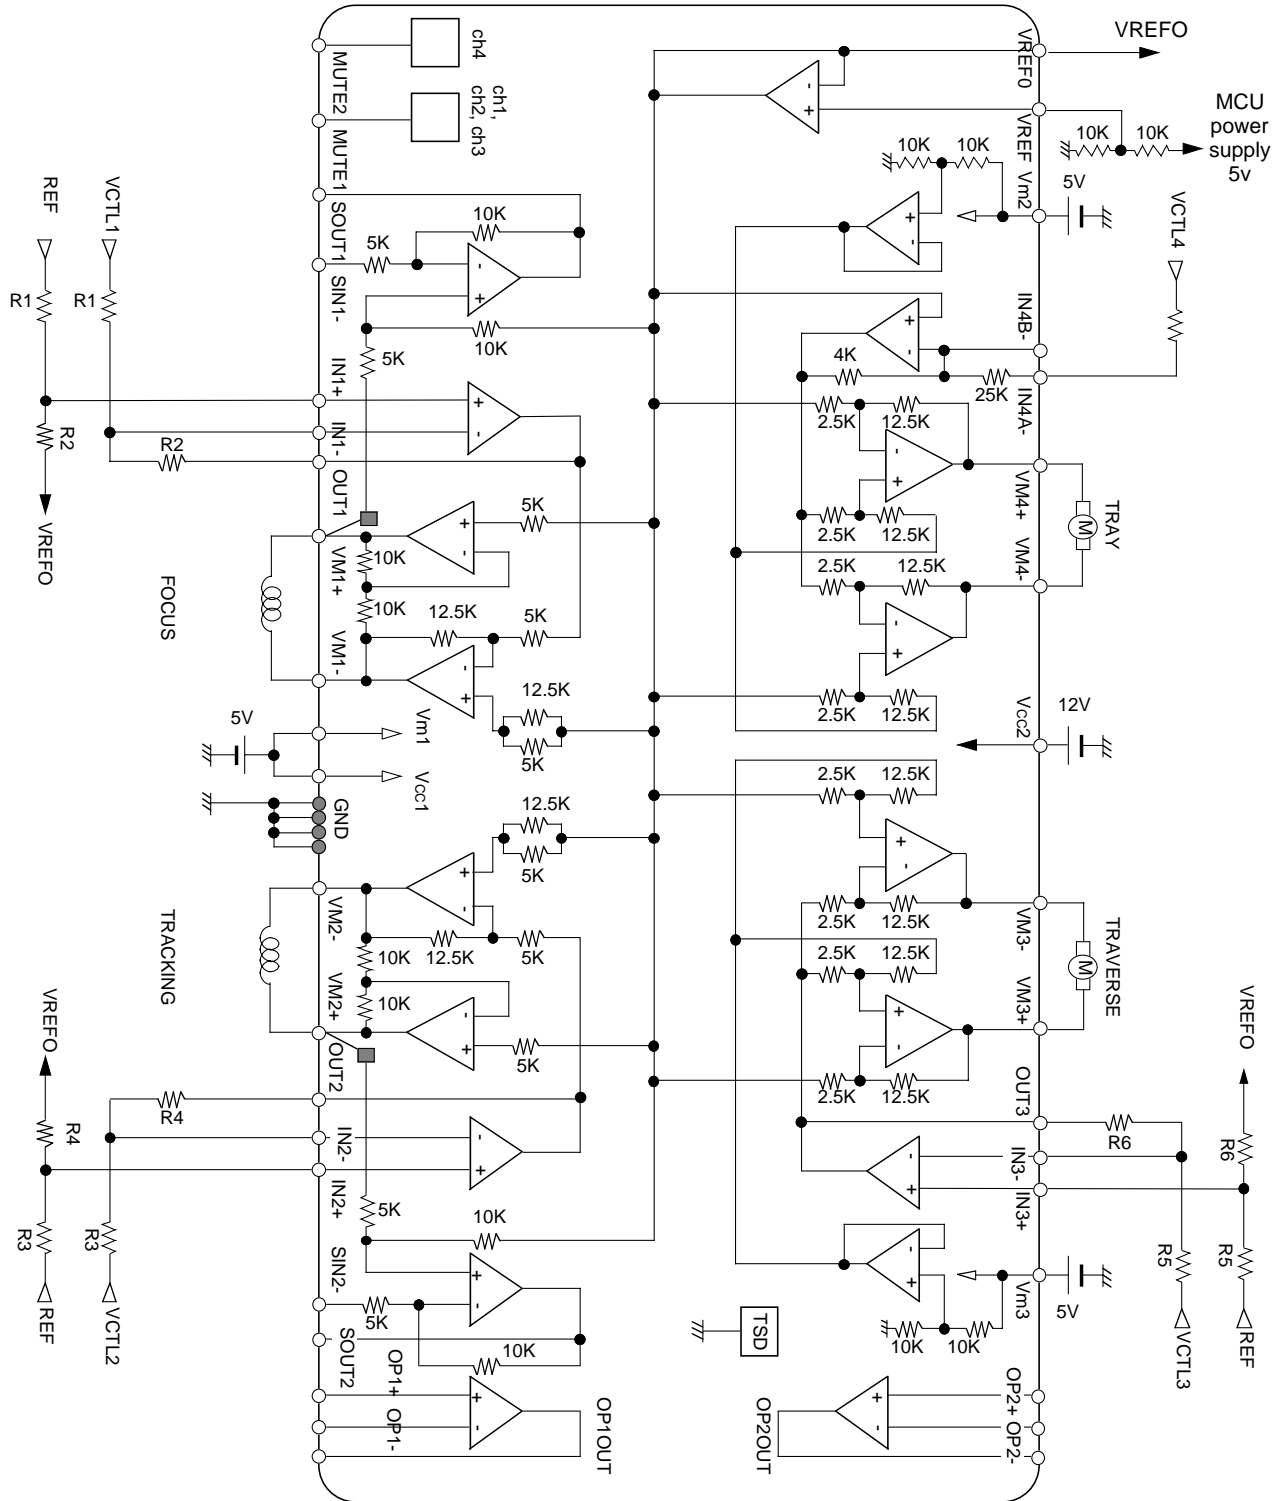 ch4
MUTE2
ch1,
ch2, ch3
MUTE1
SOUT1
10K
5K
SIN1-
10K
5K
REF
VCTL1
R1
R1
IN1+
R2
IN1-
R2
OUT1
VREFO
5K
VM1+
10K
FOCUS
10K
12.5K
5K
VM1-
12.5K
5K
5V
Vm1
Vcc1
GND
12.5K
5K
VM2-
TRACKING
12.5K
5K
10K
VM2+
10K
5K
OUT2
VREFO
R4
R4
IN2-
IN2+
R3
R3
5K
10K
SIN2-
REF
VCTL2
5K
SOUT2
10K
OP1+
OP1-
OP1OUT
VREFO
VREF0
MCU
power
supply
5v
10K
10K
VREF
10K
10K
Vm2
5V
VCTL4
IN4B-
4K
25K
IN4A-
2.5K
12.5K
VM4+
TRAY
M
2.5K
12.5K
VM4-
2.5K
12.5K
2.5K
12.5K
Vcc2
12V
2.5K
12.5K
2.5K
12.5K
VM3-
TRAVERSE
M
2.5K
12.5K
VM3+
2.5K
12.5K
OUT3
VREFO
R6
R6
IN3-
IN3+
R5
R5
Vm3
5V
10K
10K
VCTL3
REF
TSD
OP2+
OP2-
OP2OUT